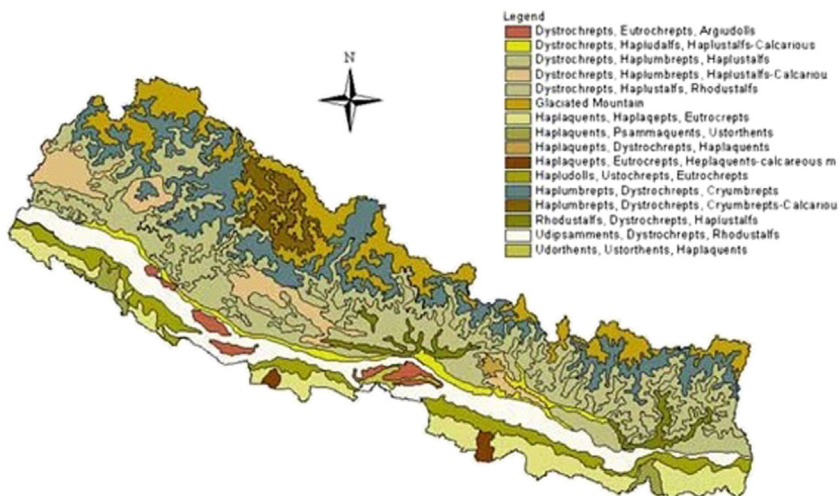 Legend
Dystrochrepts, Eutrochrepts, Argiudolls
Dystrochrepts, Hapludalfs, Haplustalfs-Calcarious
Dystrochrepts, Haplumbrepts, Haplustalfs
Dystrochrepts, Haplumbrepts, Haplustalfs-Calcariou
Dystrochrepts, Haplustalfs, Rhodustalfs
Glaciated Mountain
Haplaquents, Haplaqepts, Eutrocrepts
Haplaquents, Psammaquents, Ustorthents
Haplaquepts, Dystrochrepts, Haplaquents
Haplaquepts, Eutrocrepts, Heplaquents-calcareous m
Hapludolls, Ustochrepts, Eutrochrepts
Haplumbrepts, Dystrochrepts, Cryumbrepts
Haplumbrepts, Dystrochrepts, Cryumbrepts-Calcariou
Rhodustalfs, Dystrochrepts, Haplustalfs
Udipsamments, Dystrochrepts, Rhodustalfs
Udorthents, Ustorthents, Haplaquents
N